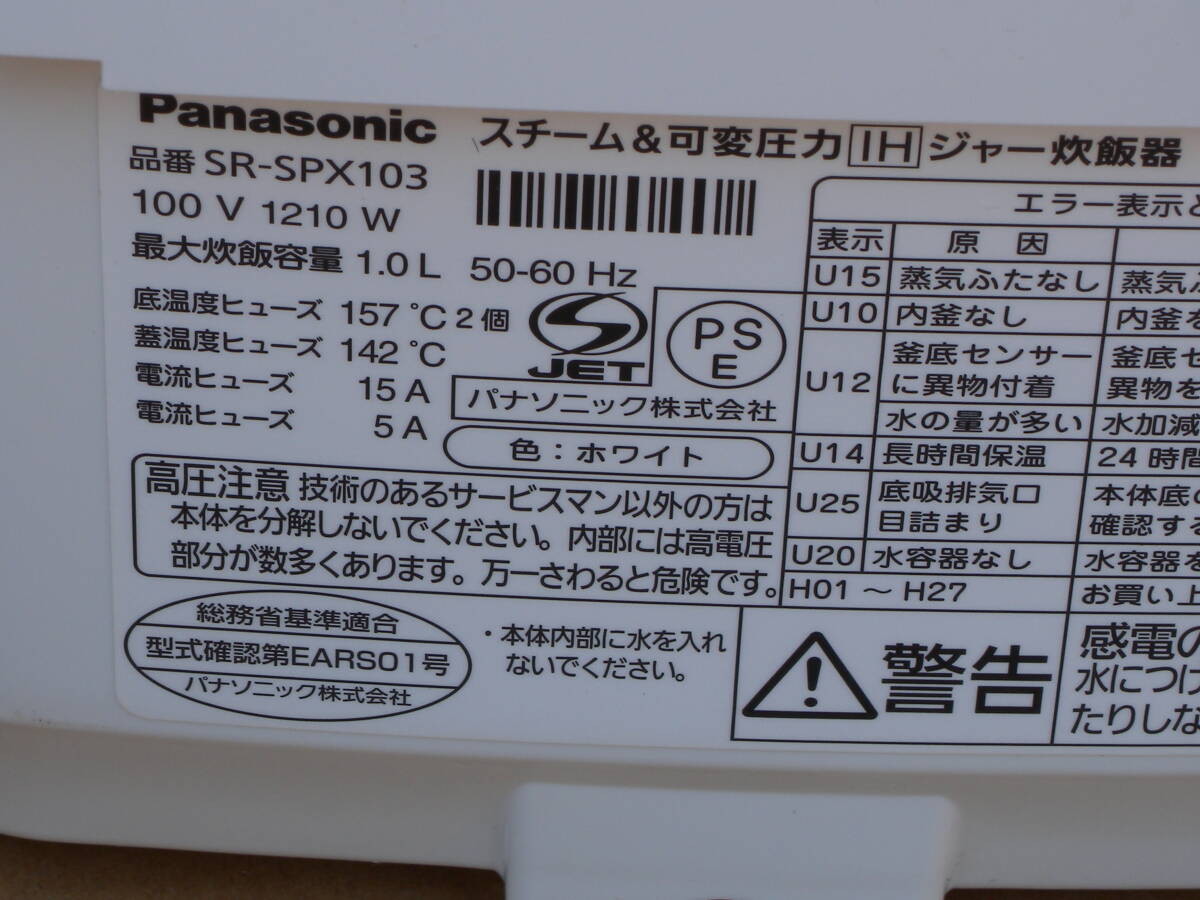 Panasonic スチーム&可変圧力 IH ジャー炊飯器
品番 SR-SPX103
100 V 1210 W
最大炊飯容量 1.0 L 50-60 Hz
底温度ヒューズ 157 ℃ 2個
蓋温度ヒューズ 142 ℃
電流ヒューズ 15 A
電流ヒューズ 5 A
JET
PS
E
パナソニック株式会社
色:ホワイト
高圧注意 技術のあるサービスマン以外の方は
本体を分解しないでください。内部には高電圧
部分が数多くあります。万一さわると危険です。
総務省基準適合
型式確認第EARS01号
パナソニック株式会社
・本体内部に水を入れ
ないでください。
エラー表示と
表示 原因
U15 蒸気ふたなし 蒸気ふ
U10 内釜なし 内釜を
U12 釜底センサー 釜底セ
に異物付着 異物を
水の量が多い 水加減
U14 長時間保温 24時間
U25 底吸排気口 本体底
目詰まり 確認す
U20 水容器なし 水容器を
H01 ～ H27 お買い上
警告
感電の
水につけ
たりしな